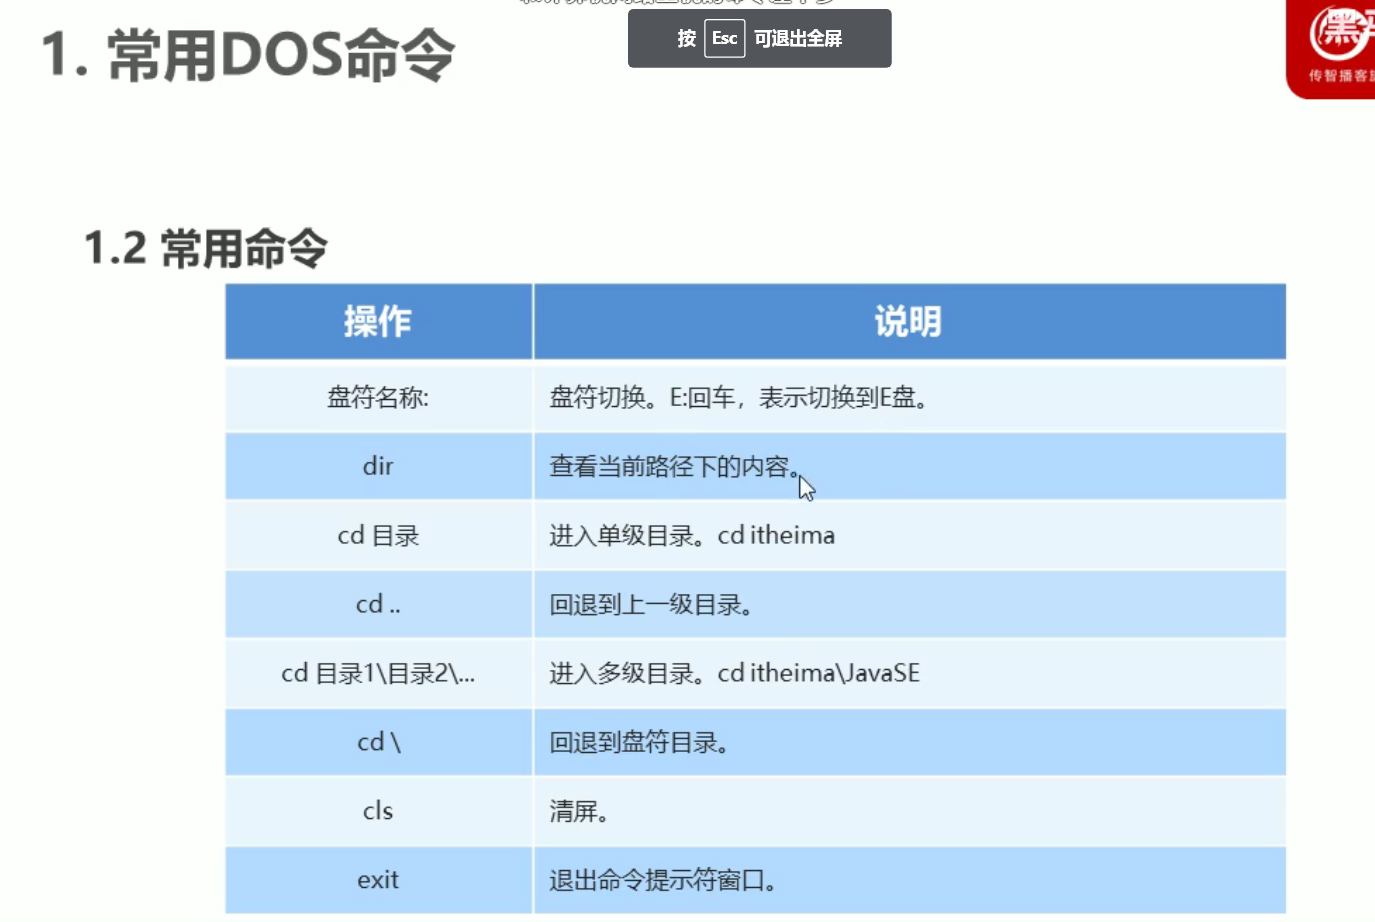 1. 常用DOS命令
按 Esc 可退出全屏
黑
传智播客
1.2 常用命令
操作 说明
盘符名称: 盘符切换。E:回车，表示切换到E盘。
dir 查看当前路径下的内容。
cd 目录 进入单级目录。cd itheima
cd .. 回退到上一级目录。
cd 目录1\目录2\... 进入多级目录。cd itheima\JavaSE
cd \ 回退到盘符目录。
cls 清屏。
exit 退出命令提示符窗口。